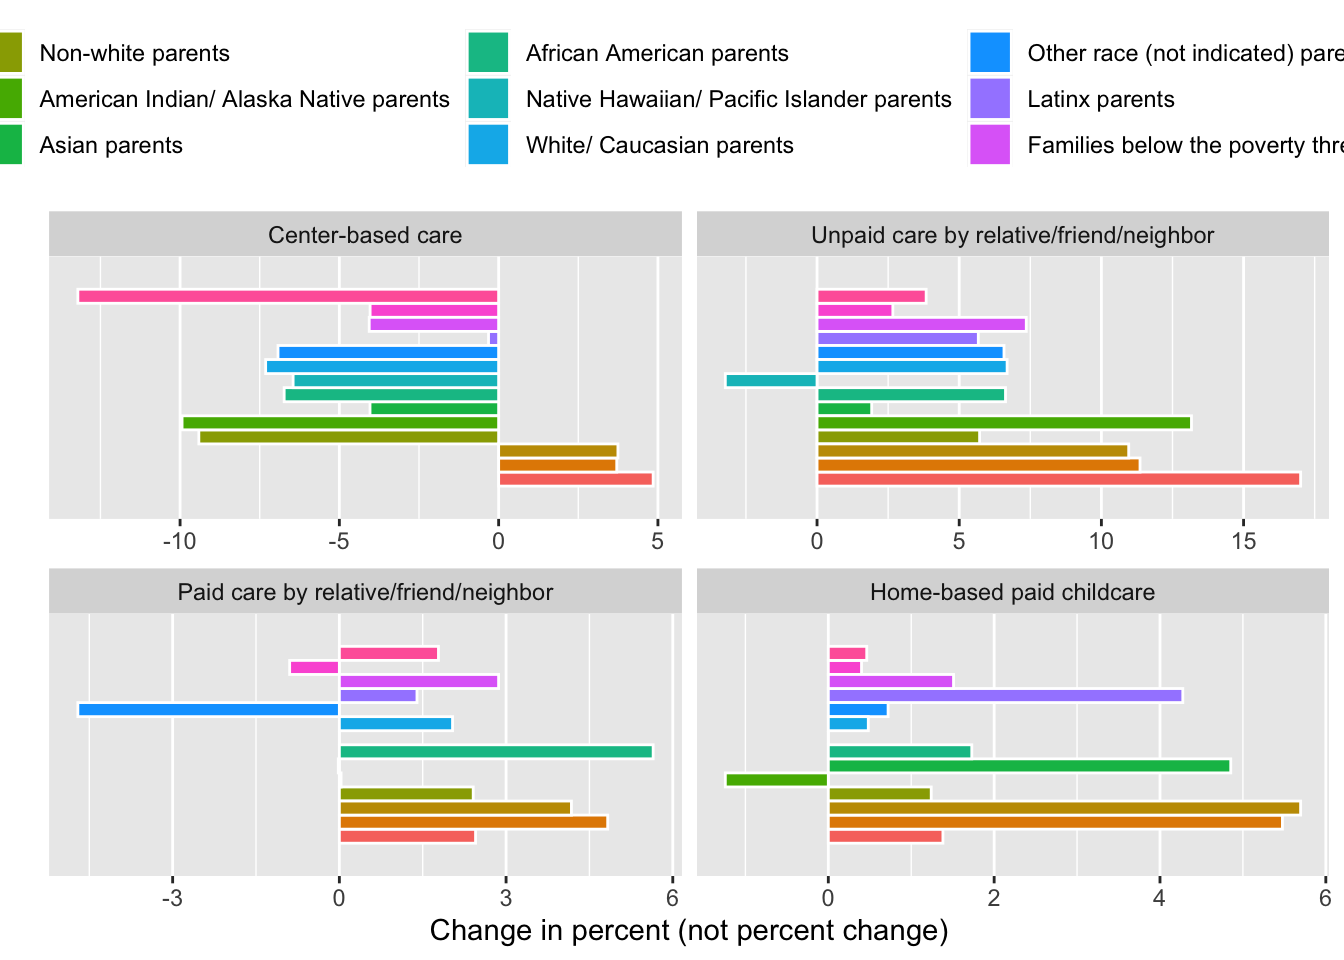 Non-white parents
African American parents
Other race (not indicated) pare
American Indian/ Alaska Native parents
Native Hawaiian/ Pacific Islander parents
Latinx parents
Asian parents
White/ Caucasian parents
Families below the poverty thre
Center-based care
Unpaid care by relative/friend/neighbor
-10 -5 0 5
0 5 10 15
Paid care by relative/friend/neighbor
Home-based paid childcare
-3 0 3 6
0 2 4 6
Change in percent (not percent change)